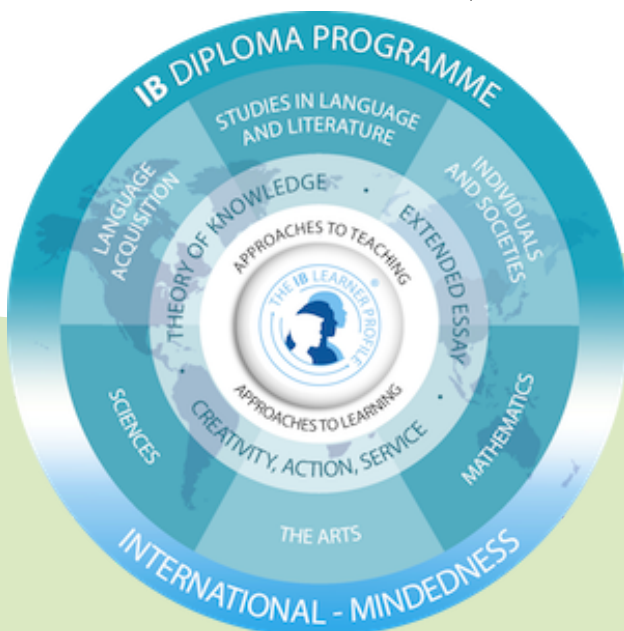 IB DIPLOMA PROGRAMME
STUDIES IN LANGUAGE
AND LITERATURE
LANGUAGE
ACQUISITION
INDIVIDUALS
AND SOCIETIES
THEORY OF KNOWLEDGE
EXTENDED ESSAY
APPROACHES TO TEACHING
THE IB LEARNER PROFILE
®
APPROACHES TO LEARNING
CREATIVITY, ACTION, SERVICE
SCIENCES
MATHEMATICS
THE ARTS
INTERNATIONAL - MINDEDNESS